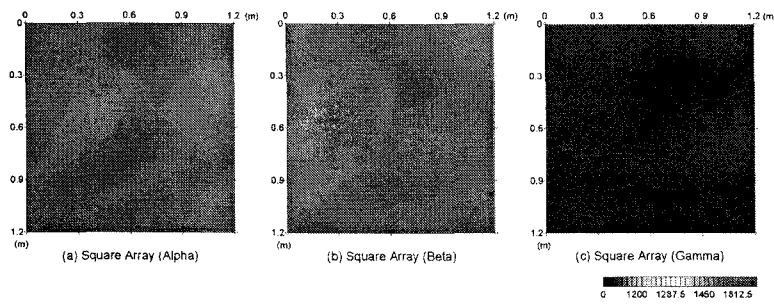 0 0.3 0.6 0.9 1.2 (m)
0 0.3 0.6 0.9 1.2 (m)
0 0.3 0.6 0.9 1.2 (m)
0 0 0
0.3 0.3 0.3
0.6 0.6 0.6
0.9 0.9 0.9
1.2 1.2 1.2
(m) (m) (m)
(a) Square Array (Alpha)
(b) Square Array (Beta)
(c) Square Array (Gamma)
0 1200 1287.5 1450 1812.5